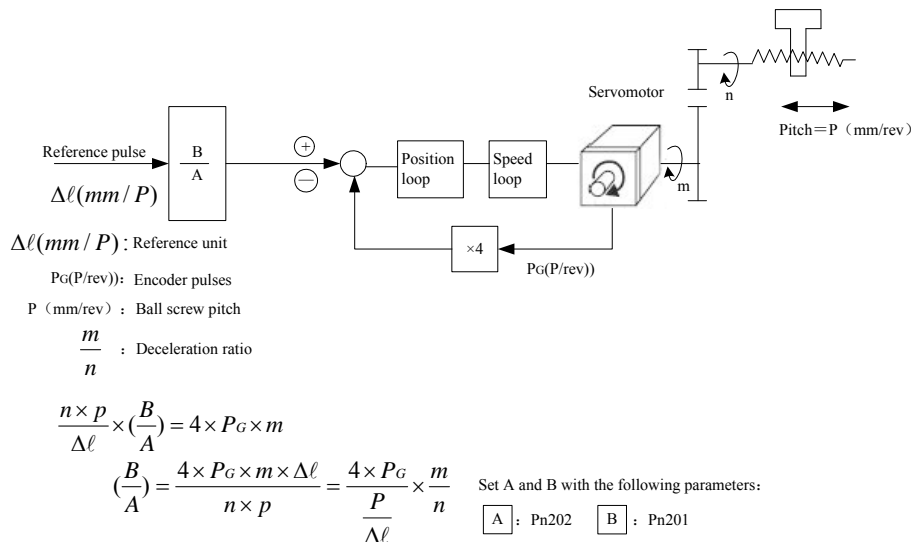 n
Servomotor
Pitch＝P（mm/rev）
Reference pulse
B
A
+
−
Position loop
Speed loop
m
Δℓ(mm/P)
×4
PG(P/rev))
Δℓ(mm/P) : Reference unit
PG(P/rev)): Encoder pulses
P（mm/rev）: Ball screw pitch
m/n : Deceleration ratio
n×p/Δℓ×(B/A)=4×PG×m
(B/A)=4×PG×m×Δℓ/n×p=4×PG/P/Δℓ×m/n
Set A and B with the following parameters:
A : Pn202 B : Pn201